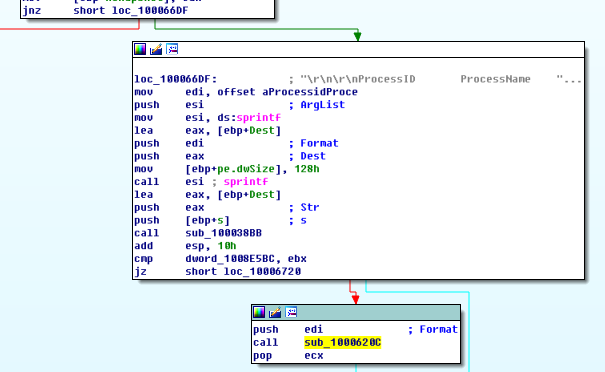 jnz     short loc_100066DF
loc_100066DF:          ; "\r\n\r\nProcessID      ProcessName    "...
mov     edi, offset aProcessidProce
push    esi             ; ArgList
mov     esi, ds:sprintf
lea     eax, [ebp+Dest]
push    edi             ; Format
push    eax             ; Dest
mov     [ebp+pe.dwSize], 128h
call    esi ; sprintf
lea     eax, [ebp+Dest]
push    eax             ; Str
push    [ebp+s]         ; s
call    sub_100038BB
add     esp, 10h
cmp     dword_1008E5BC, ebx
jz      short loc_10006720
push    edi             ; Format
call    sub_1000620C
pop     ecx